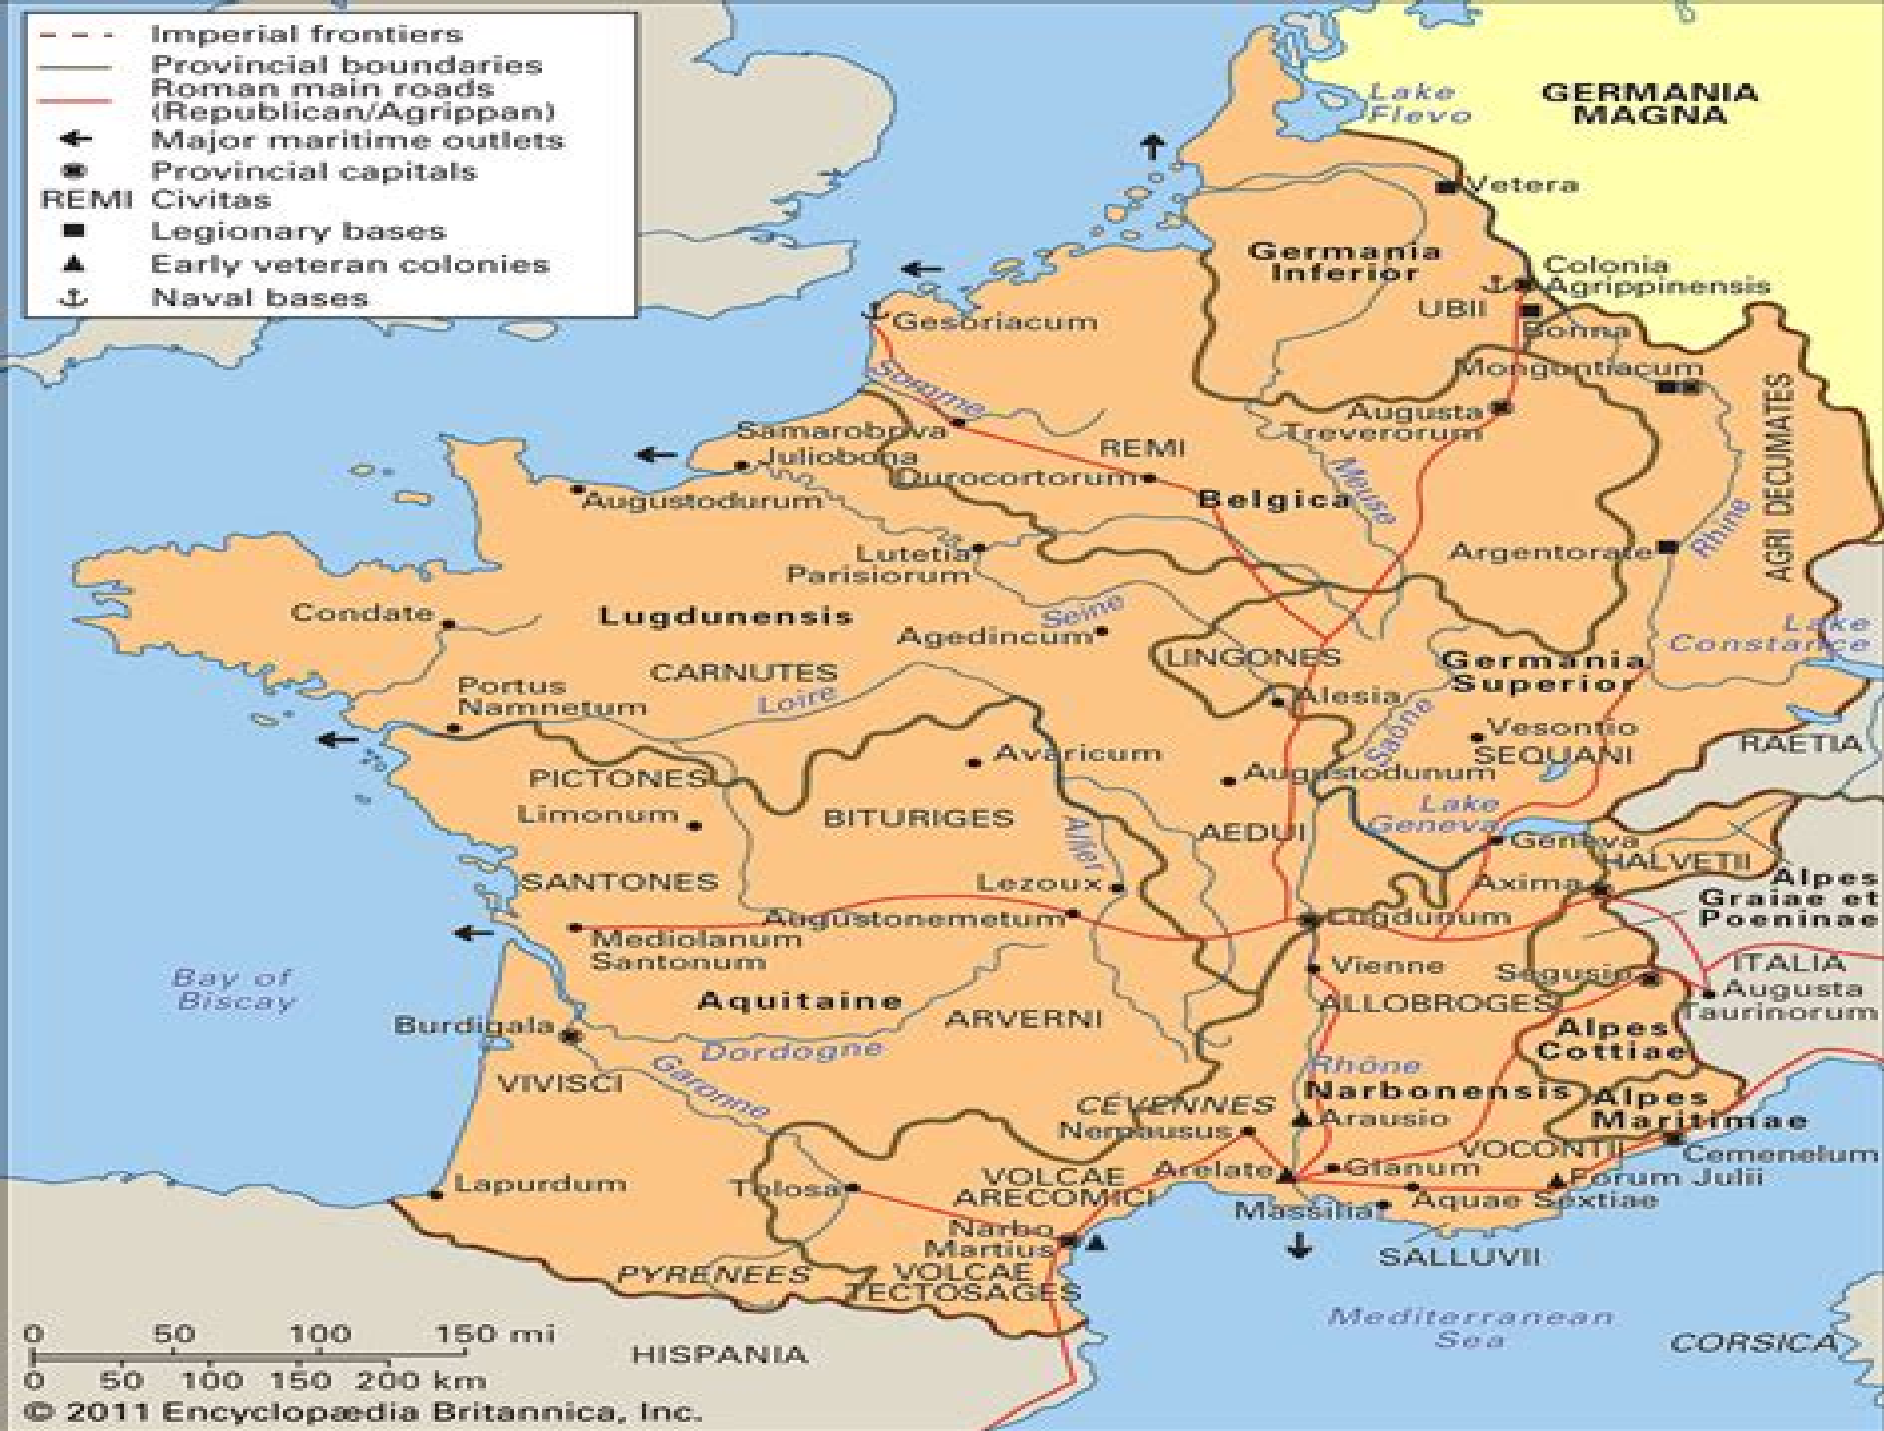 Imperial frontiers
Provincial boundaries
Roman main roads
(Republican/Agrippan)
Major maritime outlets
Provincial capitals
REMI Civitas
Legionary bases
Early veteran colonies
Naval bases
Lake
Flevo
GERMANIA
MAGNA
Vetera
Germania
Inferior
Colonia
Agrippinensis
UBII
Bonna
Gesoriacum
Mongontiacum
Somme
Augusta
Treverorum
Samarobriva
REMI
Juliobona
Durocortorum
Augustodurum
Belgica
Meuse
AGRI DECUMATES
Rhine
Argentorate
Lutetia
Parisiorum
Condate
Lugdunensis
Seine
Agedincum
Lake
Constance
LINGONES
Germania
Superior
CARNUTES
Portus
Namnetum
Loire
Alesia
Saône
Vesontio
SEQUANI
RAETIA
Avaricum
Augustodunum
PICTONES
Limonum
BITURIGES
Allier
AEDUI
Lake
Geneva
Geneva
HALVETII
SANTONES
Lezoux
Axima
Alpes
Graiae et
Poeninae
Augustonemetum
Lugdunum
Mediolanum
Santonum
Vienne
Segusio
ITALIA
Augusta
Taurinorum
Bay of
Biscay
Aquitaine
ARVERNI
ALLOBROGES
Burdigala
Dordogne
Garonne
VIVISCI
Alpes
Cottiae
Rhône
Narbonensis
Alpes
Maritimae
CÉVENNES
Nemausus
Arausio
VOCONTII
Cemenelum
Lapurdum
Tolosa
VOLCAE
ARECOMICI
Arelate
Glanum
Forum Julii
Massilia
Aquae Sextiae
Narbo
Martius
SALLUVII
PYRENEES
VOLCAE
TECTOSAGES
Mediterranean
Sea
CORSICA
HISPANIA
0 50 100 150 mi
0 50 100 150 200 km
© 2011 Encyclopædia Britannica, Inc.